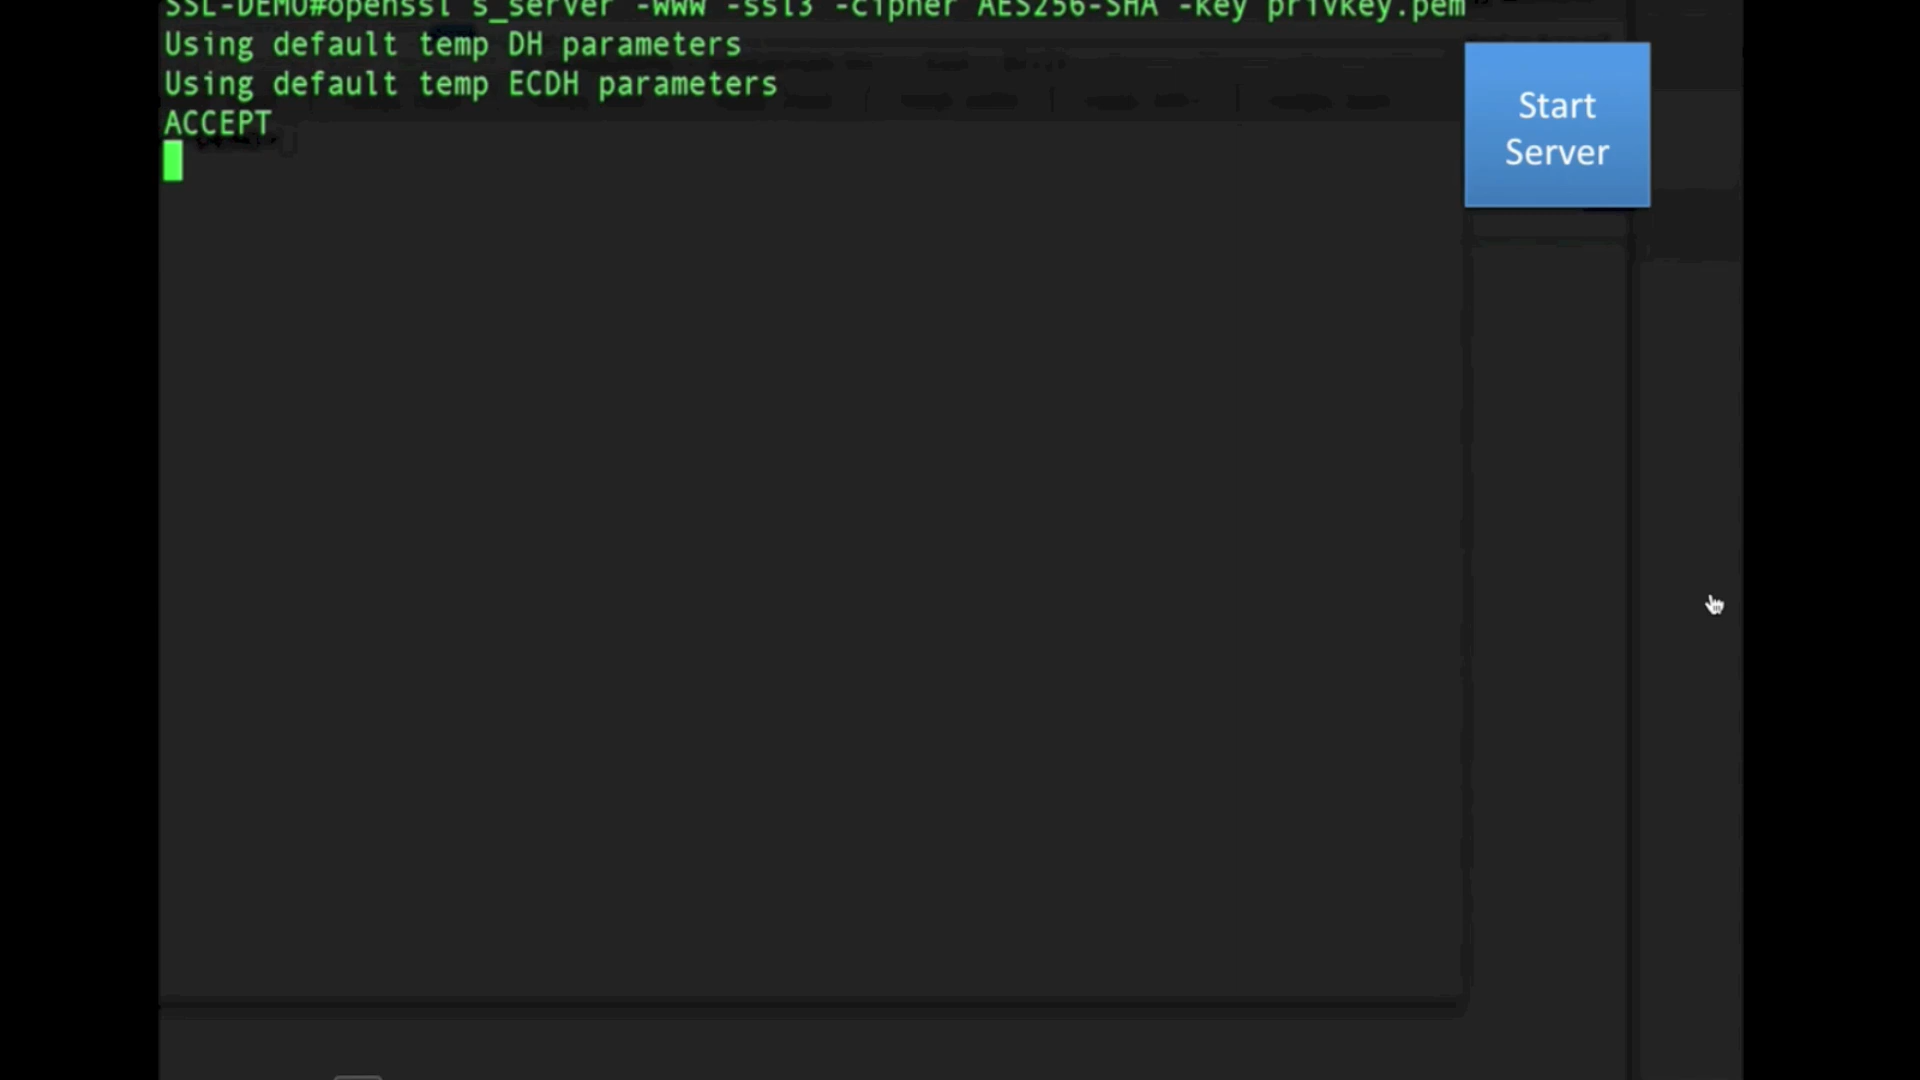 SSL-DEMO#openssl s_server -www -ssl3 -cipher AES256-SHA -key privkey.pem
Using default temp DH parameters
Using default temp ECDH parameters
ACCEPT
Start
Server